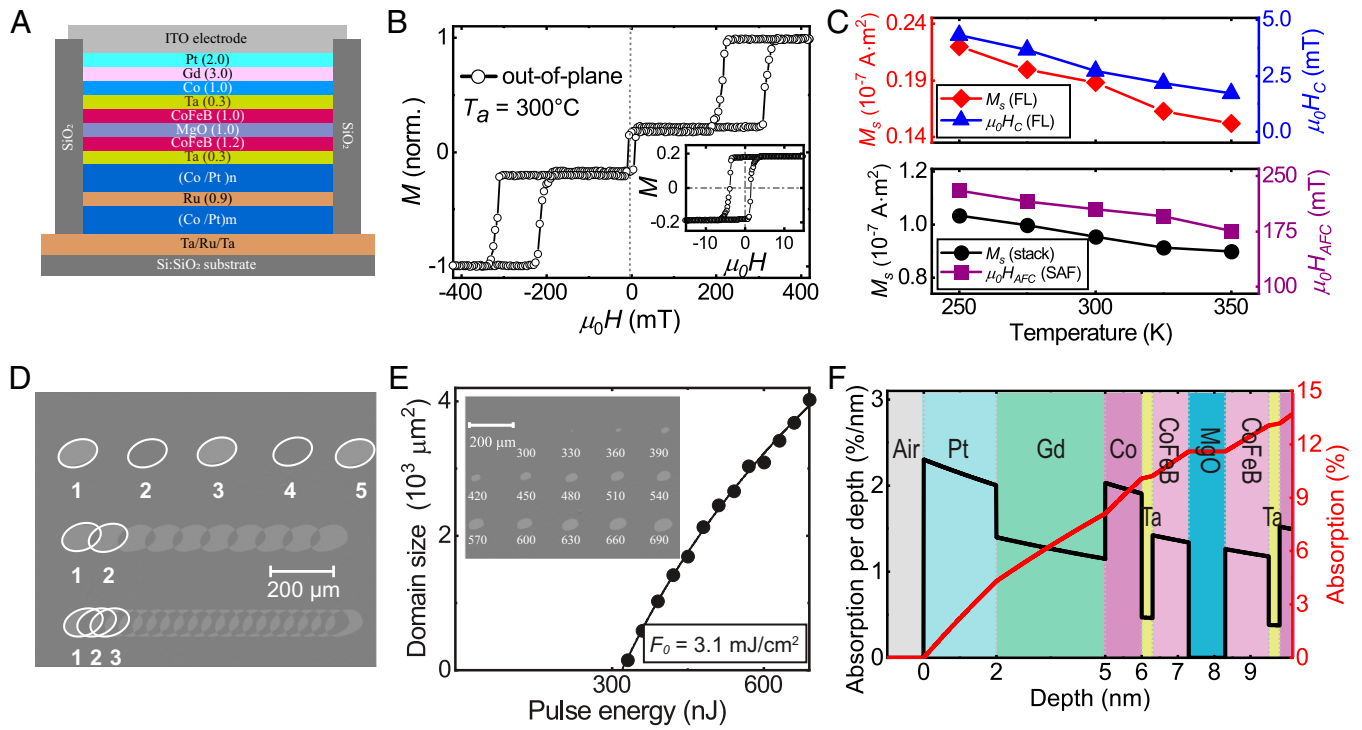 A
ITO electrode
Pt (2.0)
Gd (3.0)
Co (1.0)
Ta (0.3)
CoFeB (1.0)
MgO (1.0)
CoFeB (1.2)
Ta (0.3)
(Co /Pt)n
Ru (0.9)
(Co /Pt)m
Ta/Ru/Ta
Si:SiO₂ substrate
SiO₂
SiO₂
B
M (norm.)
1
0
-1
out-of-plane
Tₐ = 300°C
M
0.2
0
-0.2
-10 0 10
μ₀H
-400 -200 0 200 400
μ₀H (mT)
C
Mₛ (10⁻⁷ A·m²)
0.24
0.19
0.14
Mₛ (FL)
μ₀H_C (FL)
5.0
2.5
0.0
μ₀H_C (mT)
Mₛ (10⁻⁷ A·m²)
1.2
1.0
0.8
Mₛ (stack)
μ₀H_AFC (SAF)
250
175
100
μ₀H_AFC (mT)
250 300 350
Temperature (K)
D
1 2 3 4 5
1 2
200 μm
1 2 3
E
Domain size (10³ μm²)
4
2
0
200 μm
300 330 360 390
420 450 480 510 540
570 600 630 660 690
F₀ = 3.1 mJ/cm²
300 600
Pulse energy (nJ)
F
Absorption per depth (%/nm)
3
2
1
0
Air
Pt
Gd
Co
Ta
CoFeB
MgO
CoFeB
Ta
15
12
9
6
3
0
Absorption (%)
0 2 5 6 7 8 9
Depth (nm)